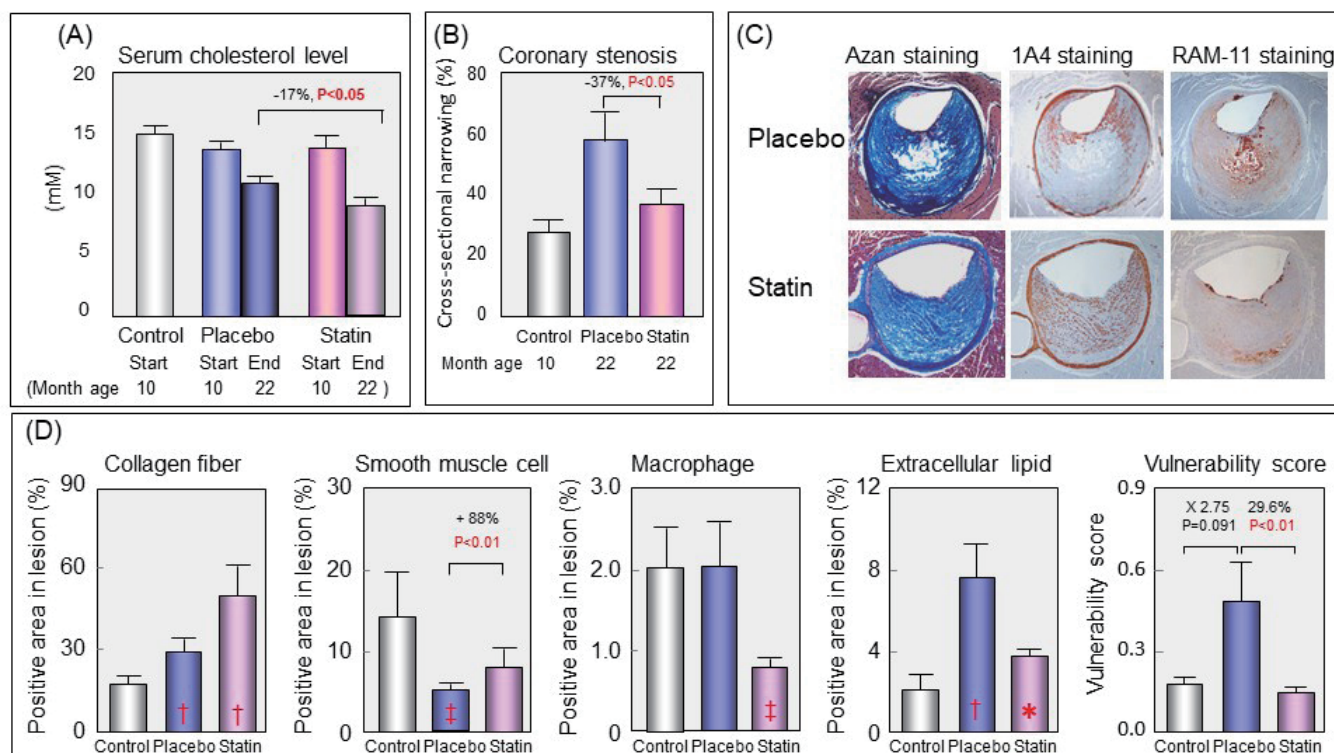 (A)
Serum cholesterol level
20
15
10
5
0
(mM)
-17%, P<0.05
Control Placebo Statin
Start Start End Start End
(Month age 10 10 22 10 22 )
(B)
Coronary stenosis
Cross-sectional narrowing (%)
80
60
40
20
0
-37%, P<0.05
Control Placebo Statin
Month age 10 22 22
(C)
Azan staining 1A4 staining RAM-11 staining
Placebo
Statin
(D)
Collagen fiber
Positive area in lesion (%)
90
60
30
0
† †
Control Placebo Statin
Smooth muscle cell
Positive area in lesion (%)
30
20
10
0
+ 88%
P<0.01
‡
Control Placebo Statin
Macrophage
Positive area in lesion (%)
3.0
2.0
1.0
0
‡
Control Placebo Statin
Extracellular lipid
Positive area in lesion (%)
12
8
4
0
† *
Control Placebo Statin
Vulnerability score
Vulnerability score
0.9
0.6
0.3
0.0
X 2.75 29.6%
P=0.091 P<0.01
Control Placebo Statin